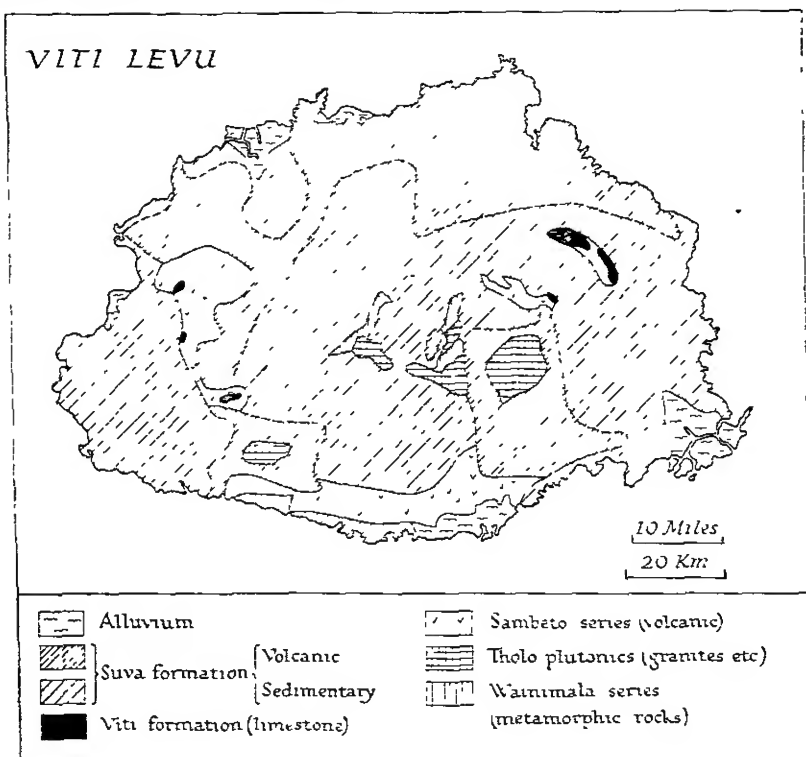 VITI LEVU
10 Miles
20 Km
Alluvium
Suva formation
Volcanic
Sedimentary
Viti formation (limestone)
Sambeto series (volcanic)
Tholo plutonics (granites etc)
Wainimala series
(metamorphic rocks)